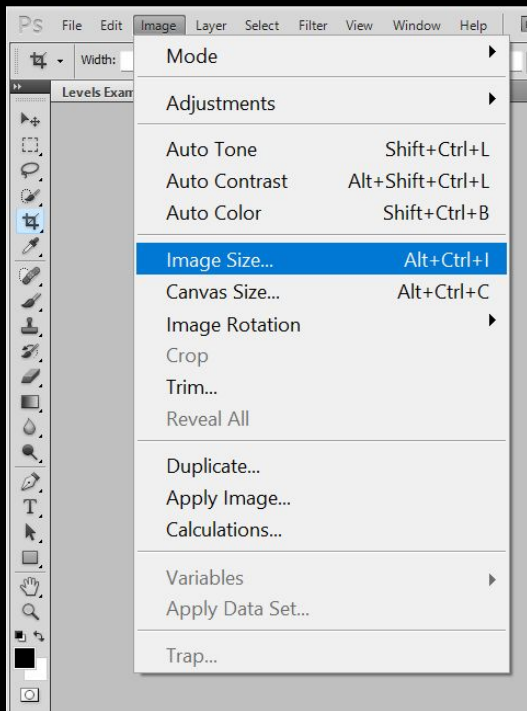 Ps File Edit Image Layer Select Filter View Window Help
Width:
Levels Exam
Mode
Adjustments
Auto Tone Shift+Ctrl+L
Auto Contrast Alt+Shift+Ctrl+L
Auto Color Shift+Ctrl+B
Image Size... Alt+Ctrl+I
Canvas Size... Alt+Ctrl+C
Image Rotation
Crop
Trim...
Reveal All
Duplicate...
Apply Image...
Calculations...
Variables
Apply Data Set...
Trap...
T